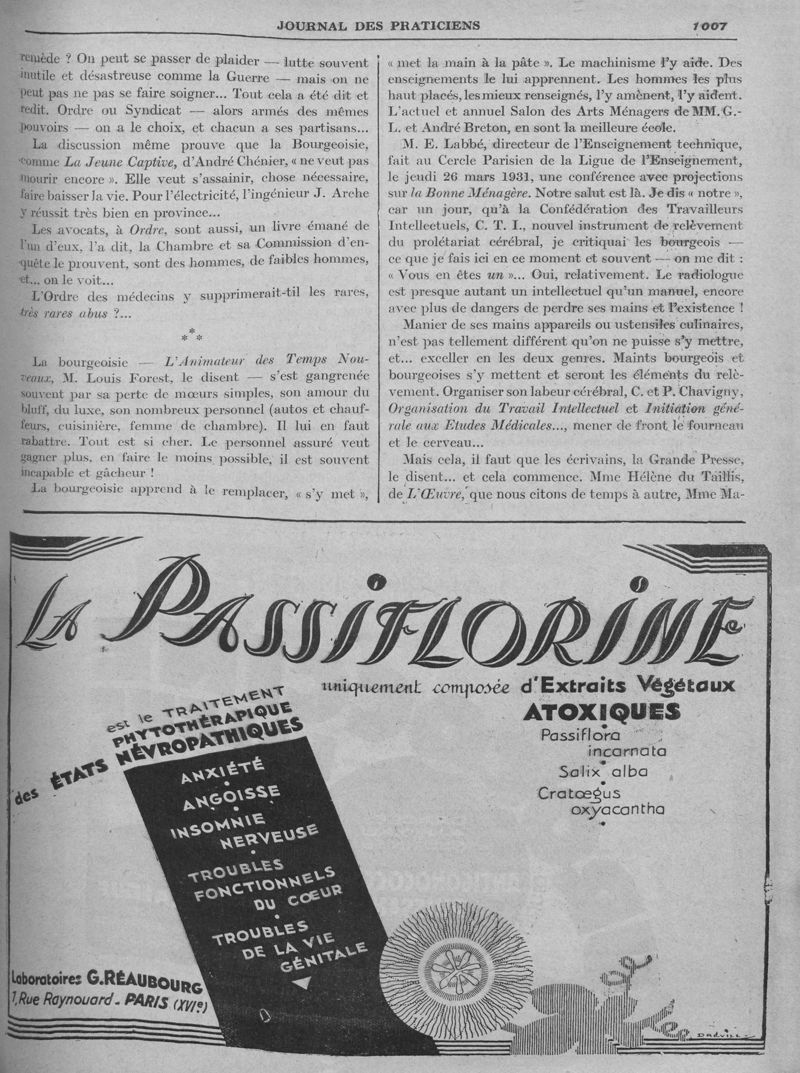 JOURNAL DES PRATICIENS
1007
remède ? On peut se passer de plaider — lutte souvent
inutile et désastreuse comme la Guerre — mais on ne
peut pas ne pas se faire soigner... Tout cela a été dit et
redit. Ordre ou Syndicat — alors armés des mêmes
pouvoirs — on a le choix, et chacun a ses partisans...
La discussion même prouve que la Bourgeoisie,
comme La Jeune Captive, d'André Chénier, « ne veut pas
mourir encore ». Elle veut s'assainir, chose nécessaire,
faire baisser la vie. Pour l'électricité, l'ingénieur J. Arche
y réussit très bien en province...
Les avocats, à Ordre, sont aussi, un livre émané de
l'un d'eux, l'a dit, la Chambre et sa Commission d'en-
quête le prouvent, sont des hommes, de faibles hommes,
et... on le voit...
L'Ordre des médecins y supprimerait-til les rares,
très rares abus ?...
* * *
La bourgeoisie — L'Animateur des Temps Nou-
veaux, M. Louis Forest, le disent — s'est gangrenée
souvent par sa perte de mœurs simples, son amour du
bluff, du luxe, son nombreux personnel (autos et chauf-
feurs, cuisinière, femme de chambre). Il lui en faut
rabattre. Tout est si cher. Le personnel assuré veut
gagner plus, en faire le moins possible, il est souvent
incapable et gâcheur !
La bourgeoisie apprend à le remplacer, « s'y met »,
« met la main à la pâte ». Le machinisme l'y aide. Des
enseignements le lui apprennent. Les hommes les plus
haut placés, les mieux renseignés, l'y amènent, l'y aident.
L'actuel et annuel Salon des Arts Ménagers de MM. G.-
L. et André Breton, en sont la meilleure école.
M. E. Labbé, directeur de l'Enseignement technique,
fait au Cercle Parisien de la Ligue de l'Enseignement,
le jeudi 26 mars 1931, une conférence avec projections
sur la Bonne Ménagère. Notre salut est là. Je dis « notre »,
car un jour, qu'à la Confédération des Travailleurs
Intellectuels, C. T. I., nouvel instrument de relèvement
du prolétariat cérébral, je critiquai les bourgeois —
ce que je fais ici en ce moment et souvent — on me dit :
« Vous en êtes un »... Oui, relativement. Le radiologue
est presque autant un intellectuel qu'un manuel, encore
avec plus de dangers de perdre ses mains et l'existence !
Manier de ses mains appareils ou ustensiles culinaires,
n'est pas tellement différent qu'on ne puisse s'y mettre,
et... exceller en les deux genres. Maints bourgeois et
bourgeoises s'y mettent et seront les éléments du relè-
vement. Organiser son labeur cérébral, C. et P. Chavigny,
Organisation du Travail Intellectuel et Initiation géné-
rale aux Etudes Médicales..., mener de front le fourneau
et le cerveau...
Mais cela, il faut que les écrivains, la Grande Presse,
le disent... et cela commence. Mme Hélène du Taillis,
de L'Œuvre, que nous citons de temps à autre, Mme Ma-
LA PASSIFLORINE
uniquement composée d'Extraits Végétaux
ATOXIQUES
Passiflora
incarnata
Salix alba
Cratœgus
oxyacantha
est le TRAITEMENT
PHYTOTHÉRAPIQUE
des ÉTATS NÉVROPATHIQUES
ANXIÉTÉ
ANGOISSE
INSOMNIE
NERVEUSE
TROUBLES
FONCTIONNELS
DU CŒUR
TROUBLES
DE LA VIE
GÉNITALE
Laboratoires G. RÉAUBOURG
1, Rue Raynouard - PARIS (XVIe)